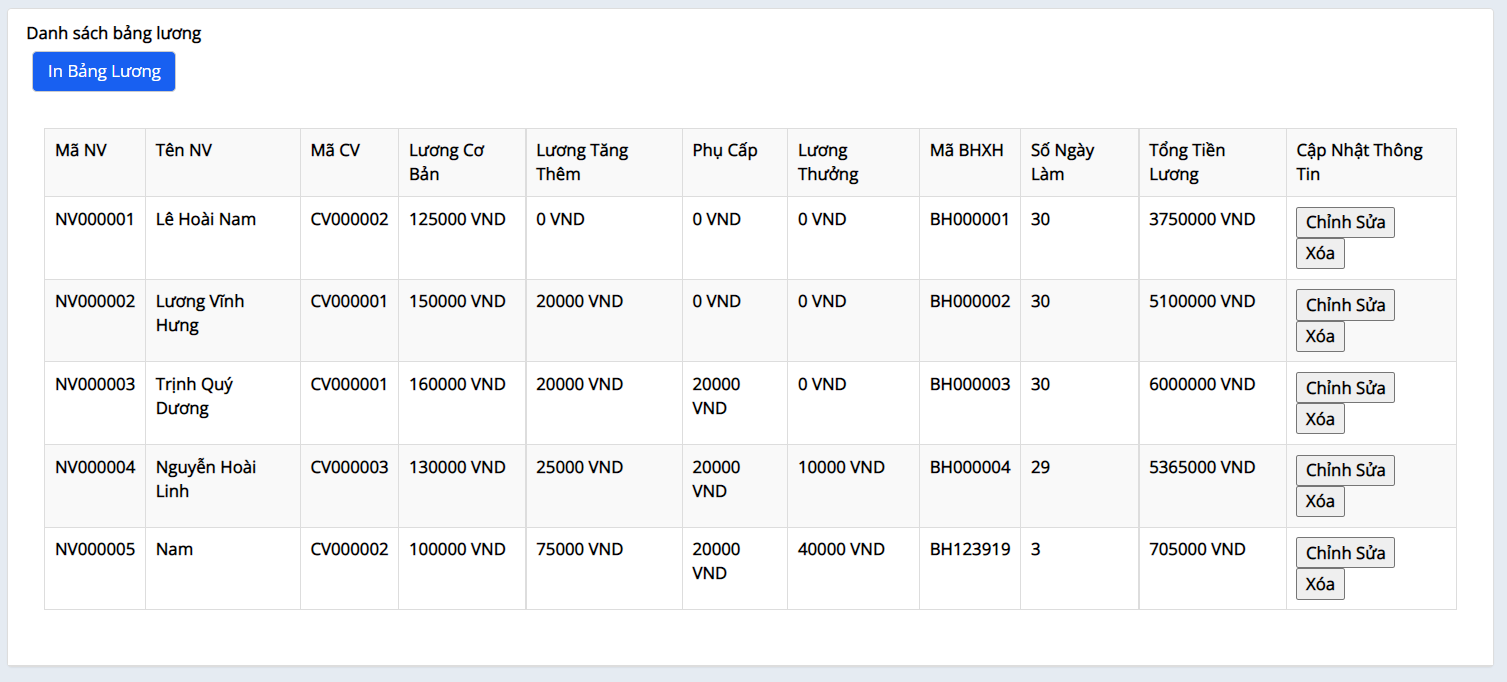 Danh sách bảng lương
In Bảng Lương
Mã NV Tên NV Mã CV Lương Cơ Bản Lương Tăng Thêm Phụ Cấp Lương Thưởng Mã BHXH Số Ngày Làm Tổng Tiền Lương Cập Nhật Thông Tin
NV000001 Lê Hoài Nam CV000002 125000 VND 0 VND 0 VND 0 VND BH000001 30 3750000 VND Chỉnh Sửa Xóa
NV000002 Lương Vĩnh Hưng CV000001 150000 VND 20000 VND 0 VND 0 VND BH000002 30 5100000 VND Chỉnh Sửa Xóa
NV000003 Trịnh Quý Dương CV000001 160000 VND 20000 VND 20000 VND 0 VND BH000003 30 6000000 VND Chỉnh Sửa Xóa
NV000004 Nguyễn Hoài Linh CV000003 130000 VND 25000 VND 20000 VND 10000 VND BH000004 29 5365000 VND Chỉnh Sửa Xóa
NV000005 Nam CV000002 100000 VND 75000 VND 20000 VND 40000 VND BH123919 3 705000 VND Chỉnh Sửa Xóa